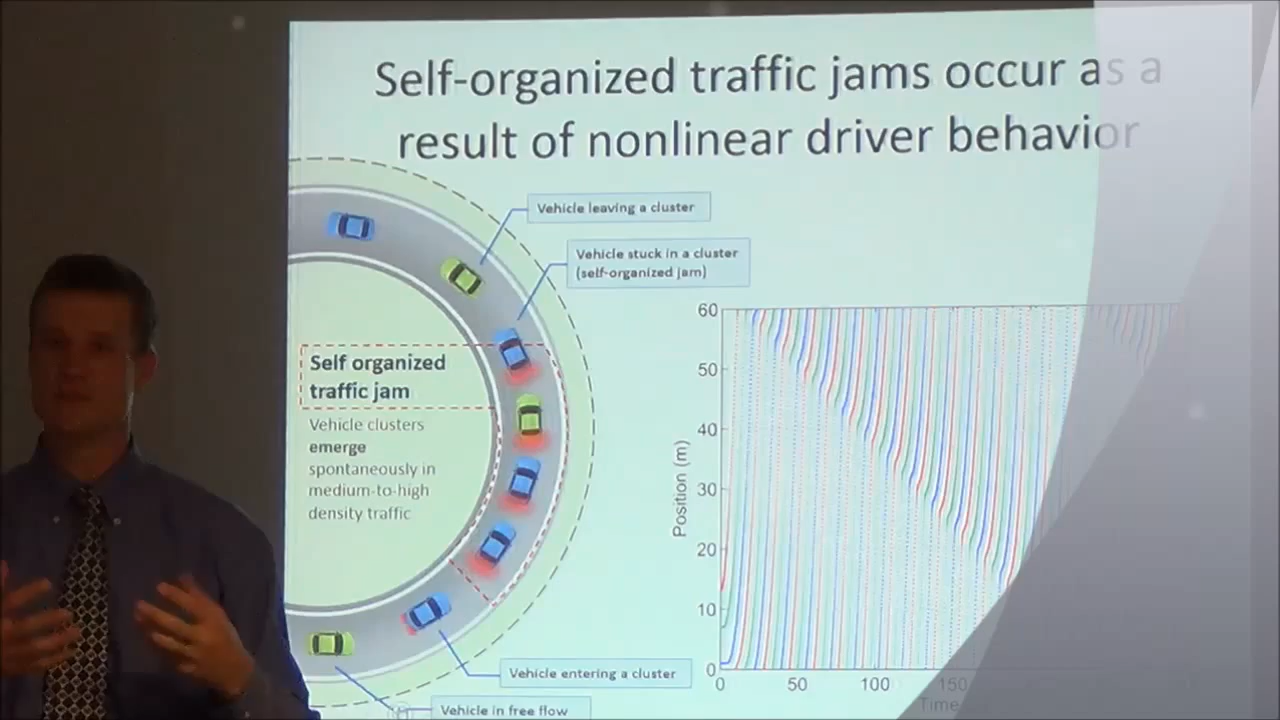 Self-organized traffic jams occur as a
result of nonlinear driver behavior
Vehicle leaving a cluster
Vehicle stuck in a cluster
(self-organized jam)
Self organized
traffic jam
Vehicle clusters
emerge
spontaneously in
medium-to-high
density traffic
Vehicle entering a cluster
Vehicle in free flow
Position (m)
60
50
40
30
20
10
0
0 50 100 150
Time